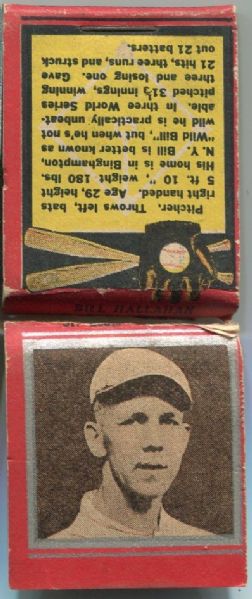 Pitcher. Throws left, bats
right handed. Age 29, height
5 ft. 10 ", weight 180 lbs.
His home is in Binghampton,
N. Y. Bill is better known as
"Wild Bill", but when he's not
wild he is practically unbeat-
able. In three World Series
pitched 31⅓ innings, winning
three and losing one. Gave
21 hits, three runs, and struck
out 21 batters.
BILL HALLAHAN